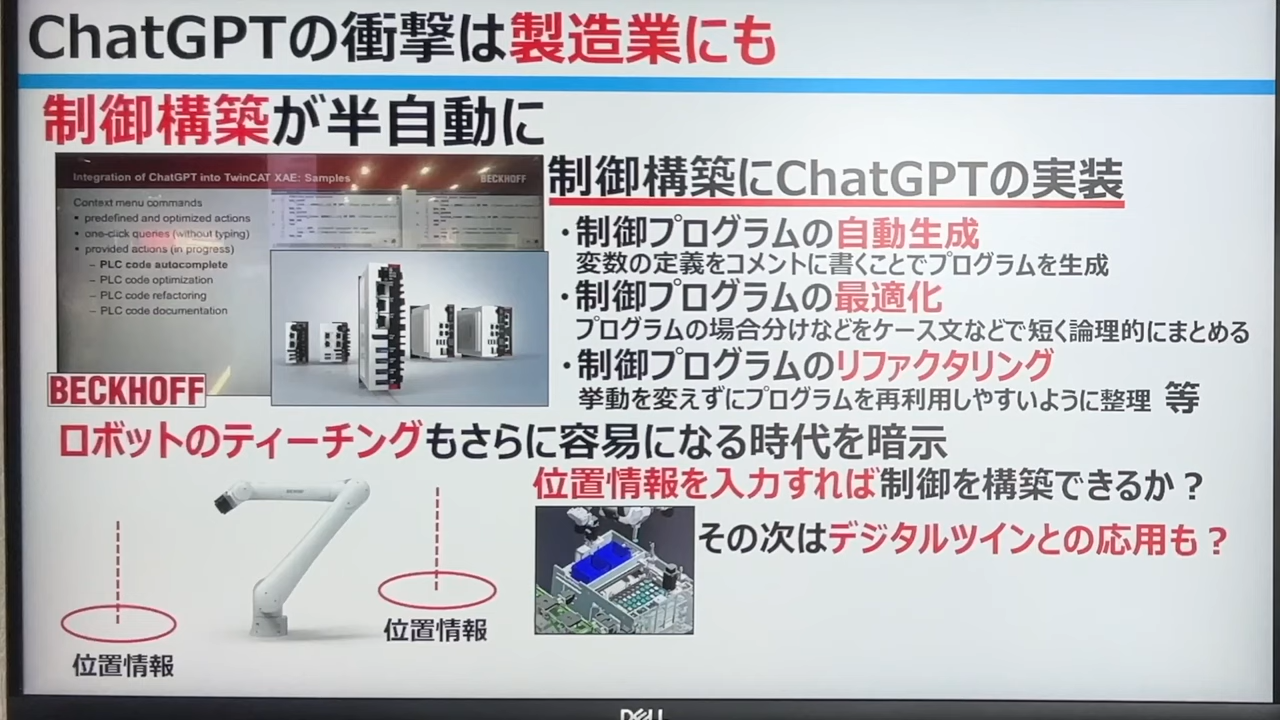 ChatGPTの衝撃は製造業にも
制御構築が半自動に
Integration of ChatGPT into TwinCAT XAE: Samples
BECKHOFF
Context menu commands
▪ predefined and optimized actions
▪ one-click queries (without typing)
▪ provided actions (in progress)
– PLC code autocomplete
– PLC code optimization
– PLC code refactoring
– PLC code documentation
BECKHOFF
制御構築にChatGPTの実装
・制御プログラムの自動生成
変数の定義をコメントに書くことでプログラムを生成
・制御プログラムの最適化
プログラムの場合分けなどをケース文などで短く論理的にまとめる
・制御プログラムのリファクタリング
挙動を変えずにプログラムを再利用しやすいように整理 等
ロボットのティーチングもさらに容易になる時代を暗示
位置情報を入力すれば制御を構築できるか？
その次はデジタルツインとの応用も？
位置情報
位置情報
DELL